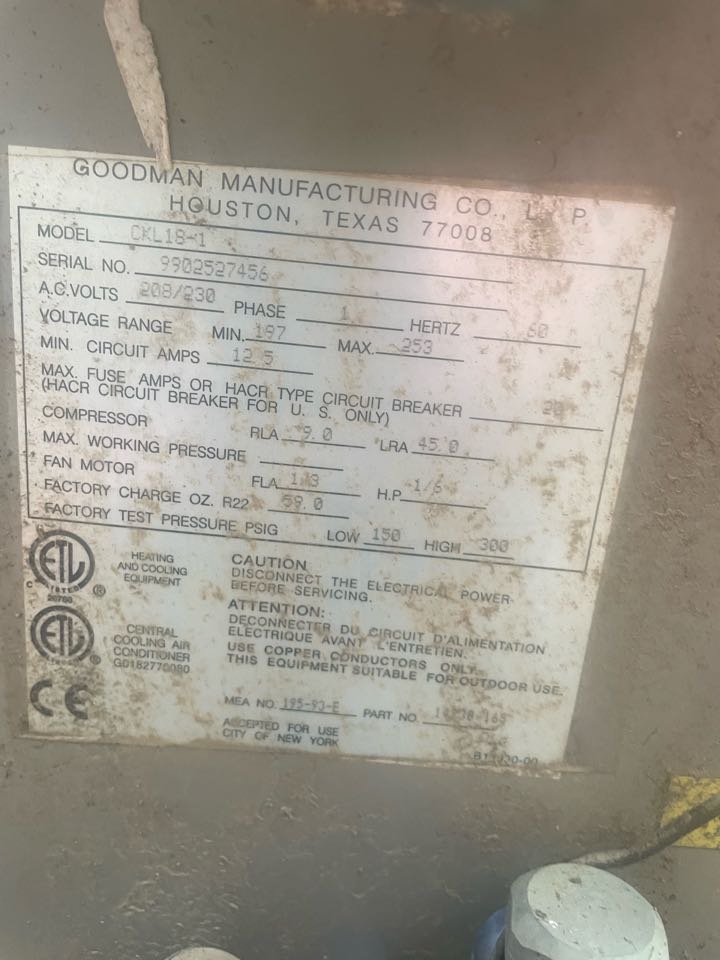 GOODMAN MANUFACTURING CO., L. P.
HOUSTON, TEXAS 77008
MODEL CKL18-1
SERIAL NO. 9902527456
A.C.VOLTS 208/230 PHASE 1 HERTZ 60
VOLTAGE RANGE MIN. 197 MAX. 253
MIN. CIRCUIT AMPS 12.5
MAX. FUSE AMPS OR HACR TYPE CIRCUIT BREAKER 20
(HACR CIRCUIT BREAKER FOR U. S. ONLY)
COMPRESSOR RLA 9.0 LRA 45.0
MAX. WORKING PRESSURE
FAN MOTOR FLA 1.3 H.P. 1/6
FACTORY CHARGE OZ. R22 59.0
FACTORY TEST PRESSURE PSIG LOW 150 HIGH 300
ETL
C LISTED
HEATING
AND COOLING
EQUIPMENT
CAUTION
DISCONNECT THE ELECTRICAL POWER
BEFORE SERVICING.
ATTENTION:
DECONNECTER DU CIRCUIT D'ALIMENTATION
ELECTRIQUE AVANT L'ENTRETIEN.
USE COPPER CONDUCTORS ONLY.
THIS EQUIPMENT SUITABLE FOR OUTDOOR USE.
ETL
CENTRAL
COOLING AIR
CONDITIONER
G0182770080
CE
MEA NO. 195-93-E PART NO.
ACCEPTED FOR USE
CITY OF NEW YORK